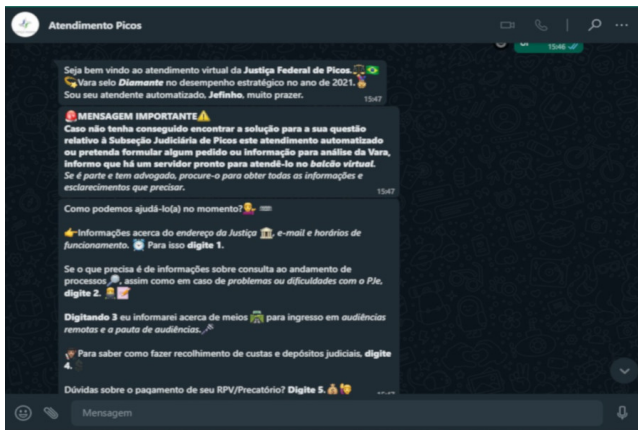 Atendimento Picos
15:46
Seja bem vindo ao atendimento virtual da Justiça Federal de Picos.
Vara selo Diamante no desempenho estratégico no ano de 2021.
Sou seu atendente automatizado, Jefinho, muito prazer.
15:47
MENSAGEM IMPORTANTE
Caso não tenha conseguido encontrar a solução para a sua questão
relativo à Subseção Judiciária de Picos este atendimento automatizado
ou pretenda formular algum pedido ou informação para análise da Vara,
informo que há um servidor pronto para atendê-lo no balcão virtual.
Se é parte e tem advogado, procure-o para obter todas as informações e
esclarecimentos que precisar.
15:47
Como podemos ajudá-lo(a) no momento?
Informações acerca do endereço da Justiça, e-mail e horários de
funcionamento. Para isso digite 1.
Se o que precisa é de informações sobre consulta ao andamento de
processos, assim como em caso de problemas ou dificuldades com o PJe,
digite 2.
Digitando 3 eu informarei acerca de meios para ingresso em audiências
remotas e a pauta de audiências.
Para saber como fazer recolhimento de custas e depósitos judiciais, digite
4.
Dúvidas sobre o pagamento de seu RPV/Precatório? Digite 5.
Mensagem